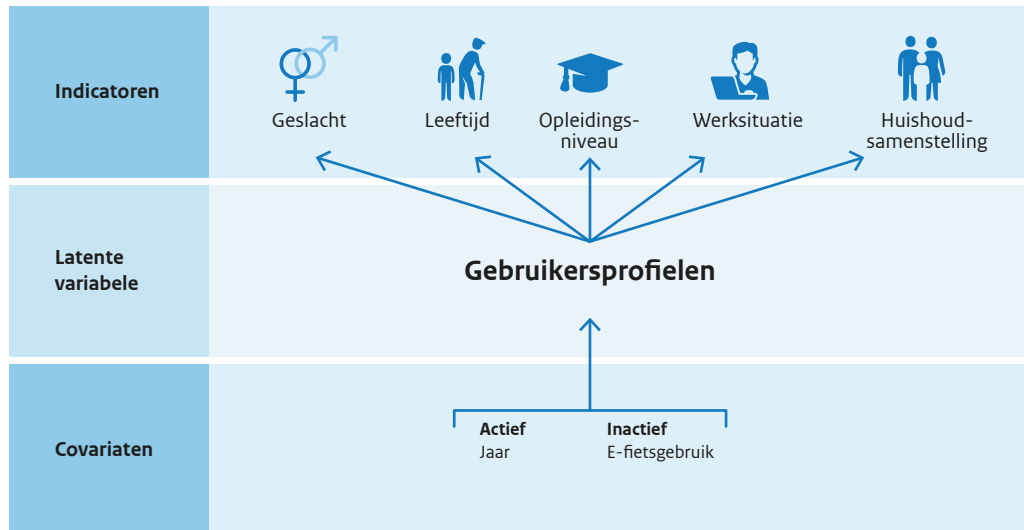 Indicatoren
Geslacht
Leeftijd
Opleidings-
niveau
Werksituatie
Huishoud-
samenstelling
Latente
variabele
Gebruikersprofielen
Covariaten
Actief
Jaar
Inactief
E-fietsgebruik